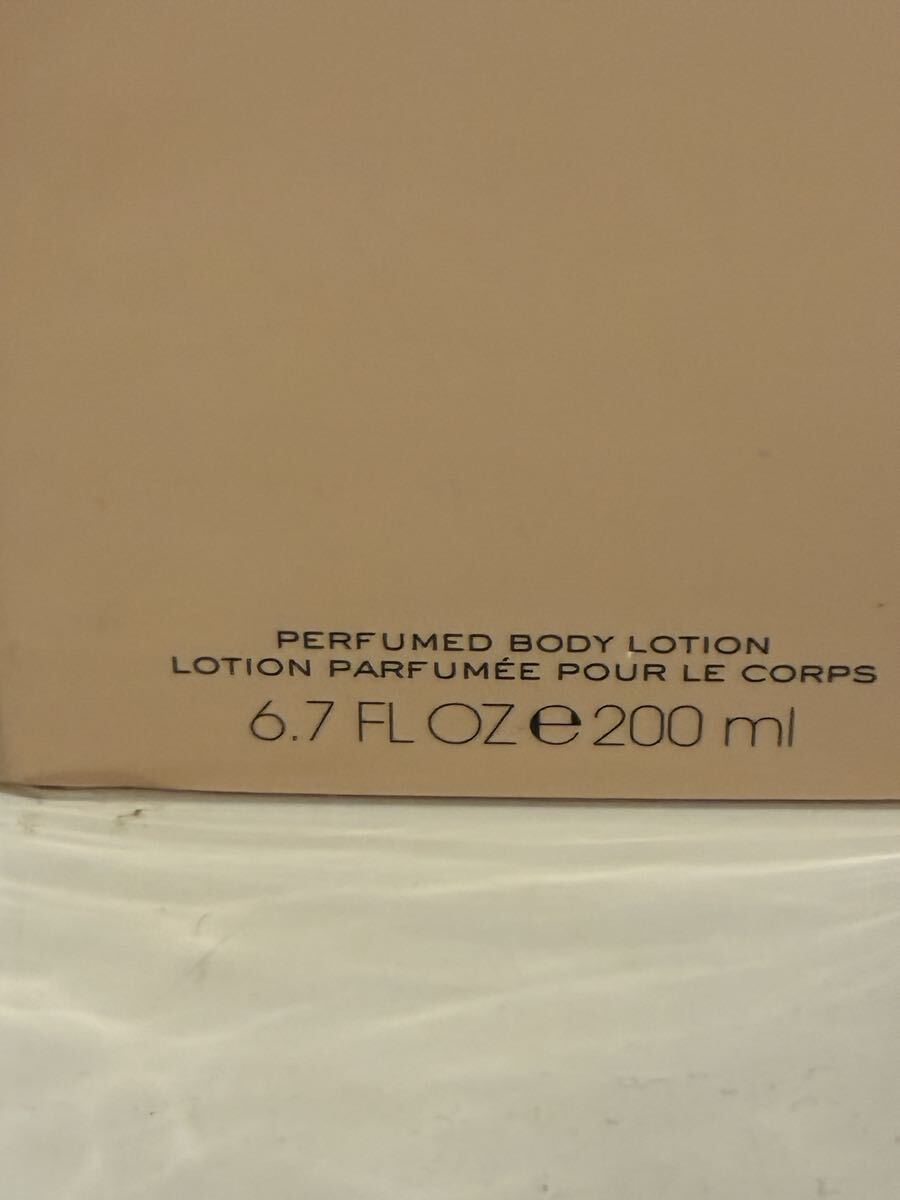 PERFUMED BODY LOTION
LOTION PARFUMÉE POUR LE CORPS
6.7 FL OZ ℮ 200 ml